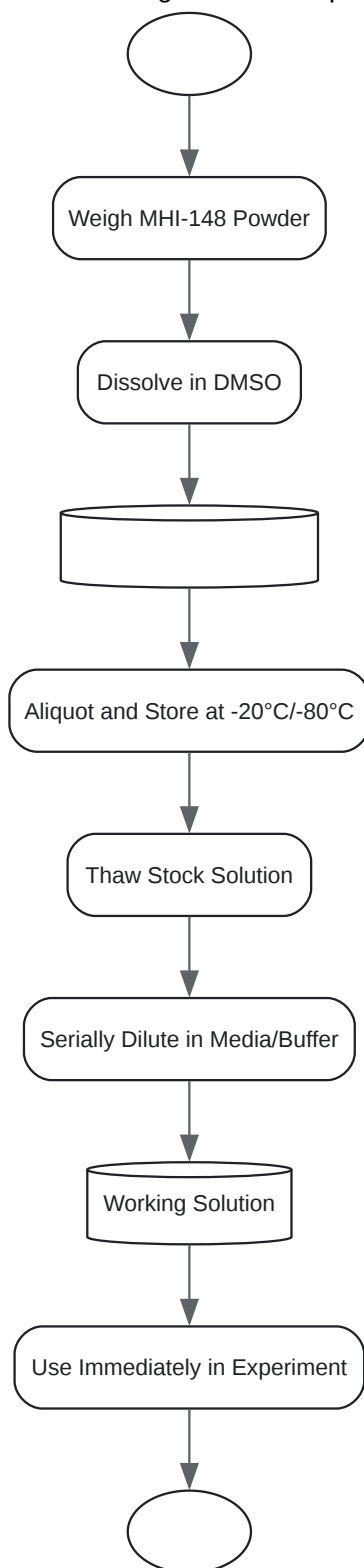 Weigh MHI-148 Powder
Dissolve in DMSO
Aliquot and Store at -20°C/-80°C
Thaw Stock Solution
Serially Dilute in Media/Buffer
Working Solution
Use Immediately in Experiment